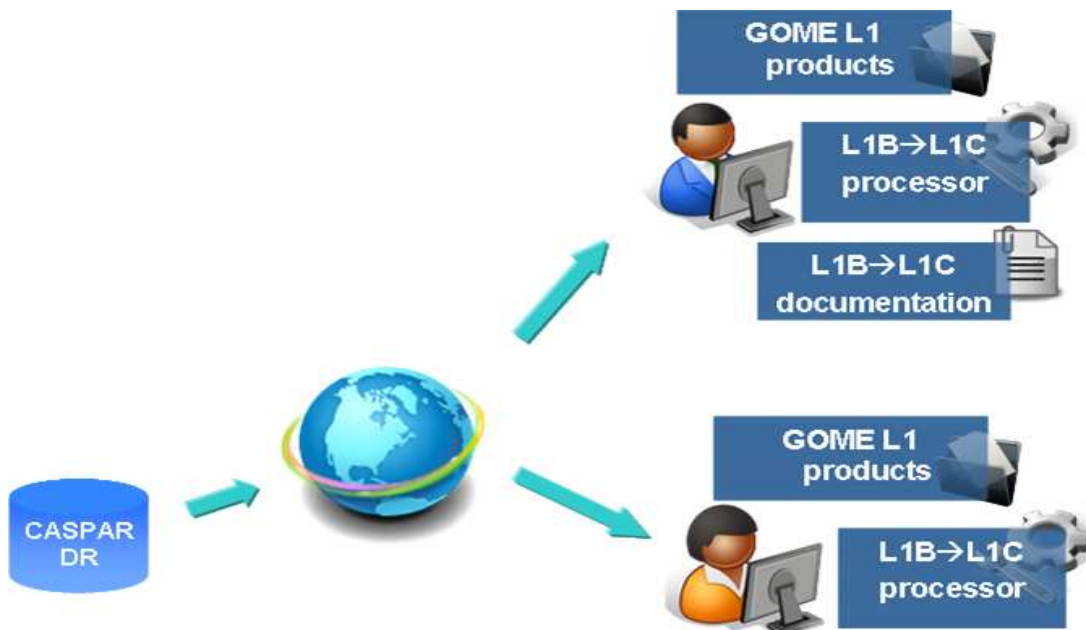 GOME L1
products
L1B→L1C
processor
L1B→L1C
documentation
GOME L1
products
CASPAR
DR
L1B→L1C
processor